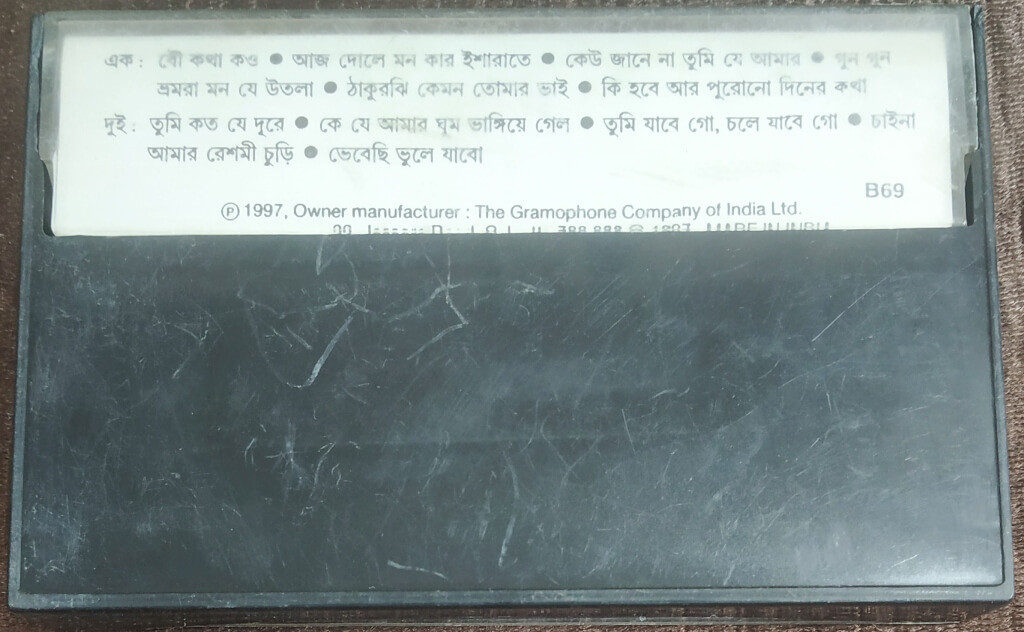 এক : বৌ কথা কও ● আজ দোলে মন কার ইশারাতে ● কেউ জানে না তুমি যে আমার ● গুন গুন
ভ্রমরা মন যে উতলা ● ঠাকুরঝি কেমন তোমার ভাই ● কি হবে আর পুরোনো দিনের কথা
দুই : তুমি কত যে দূরে ● কে যে আমার ঘুম ভাঙ্গিয়ে গেল ● তুমি যাবে গো, চলে যাবে গো ● চাইনা
আমার রেশমী চুড়ি ● ভেবেছি ভুলে যাবো
B69
Ⓟ 1997, Owner manufacturer : The Gramophone Company of India Ltd.